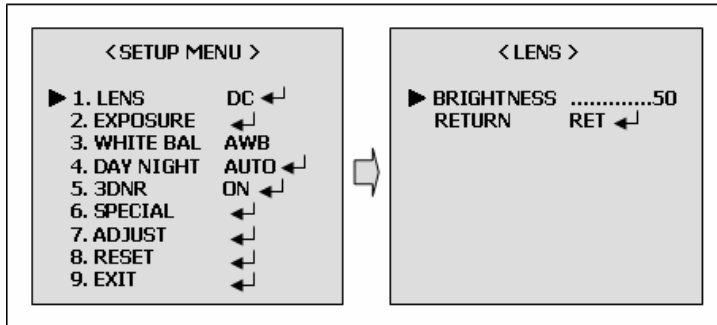 < SETUP MENU >
▶ 1. LENS DC ↵
2. EXPOSURE ↵
3. WHITE BAL AWB
4. DAY NIGHT AUTO ↵
5. 3DNR ON ↵
6. SPECIAL ↵
7. ADJUST ↵
8. RESET ↵
9. EXIT ↵
< LENS >
▶ BRIGHTNESS .............50
RETURN RET ↵